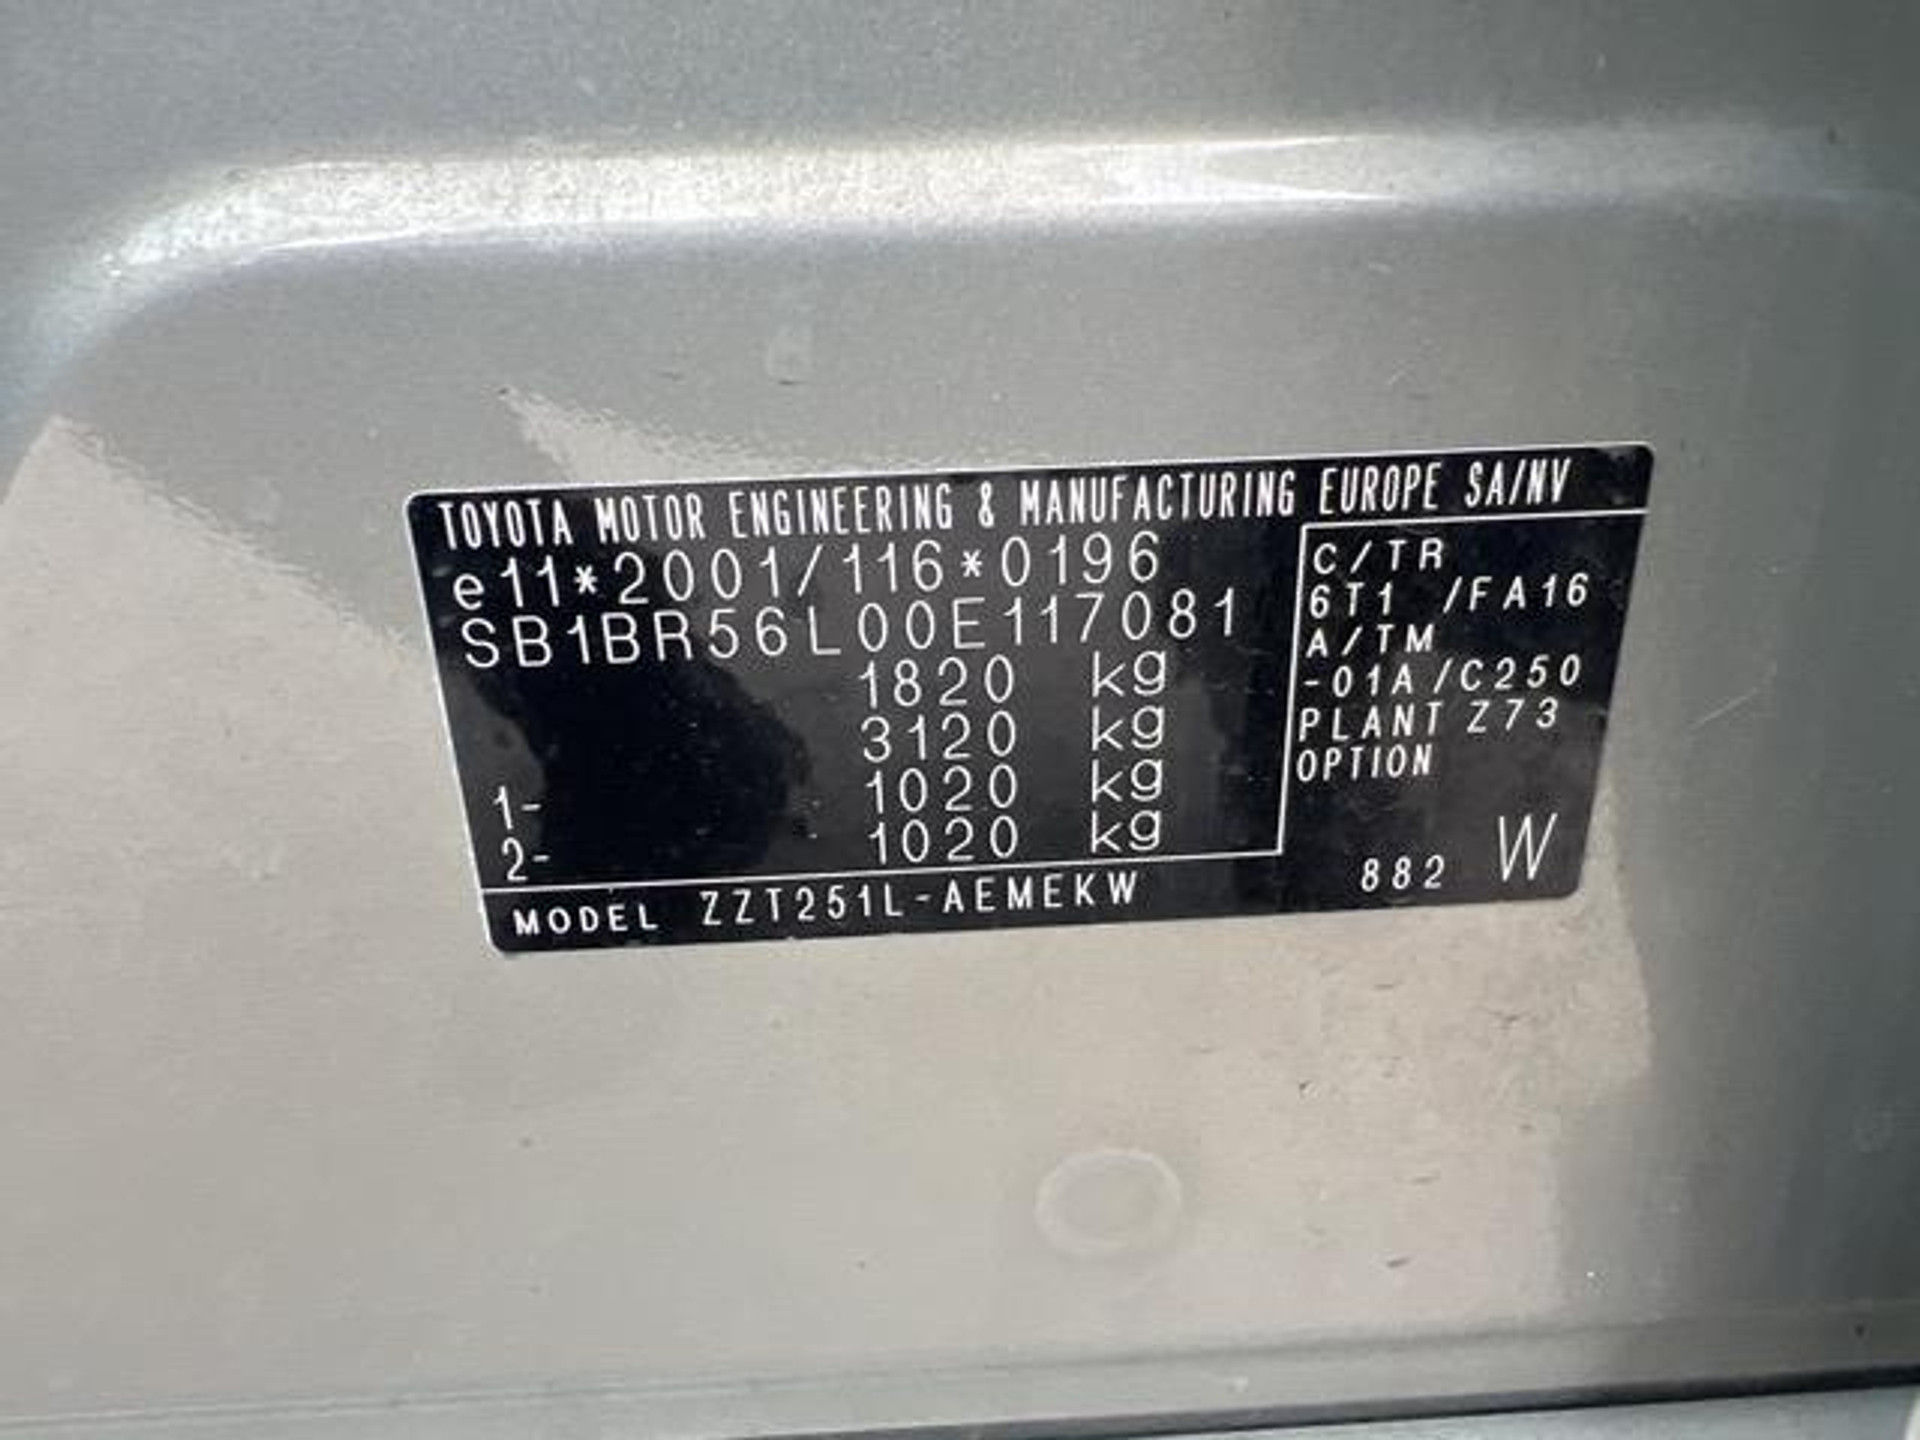 TOYOTA MOTOR ENGINEERING & MANUFACTURING EUROPE SA/NV
e11*2001/116*0196
SB1BR56L00E117081
1820 kg
3120 kg
1- 1020 kg
2- 1020 kg
C/TR
6T1 /FA16
A/TM
-01A/C250
PLANT Z73
OPTION
882 W
MODEL ZZT251L-AEMEKW